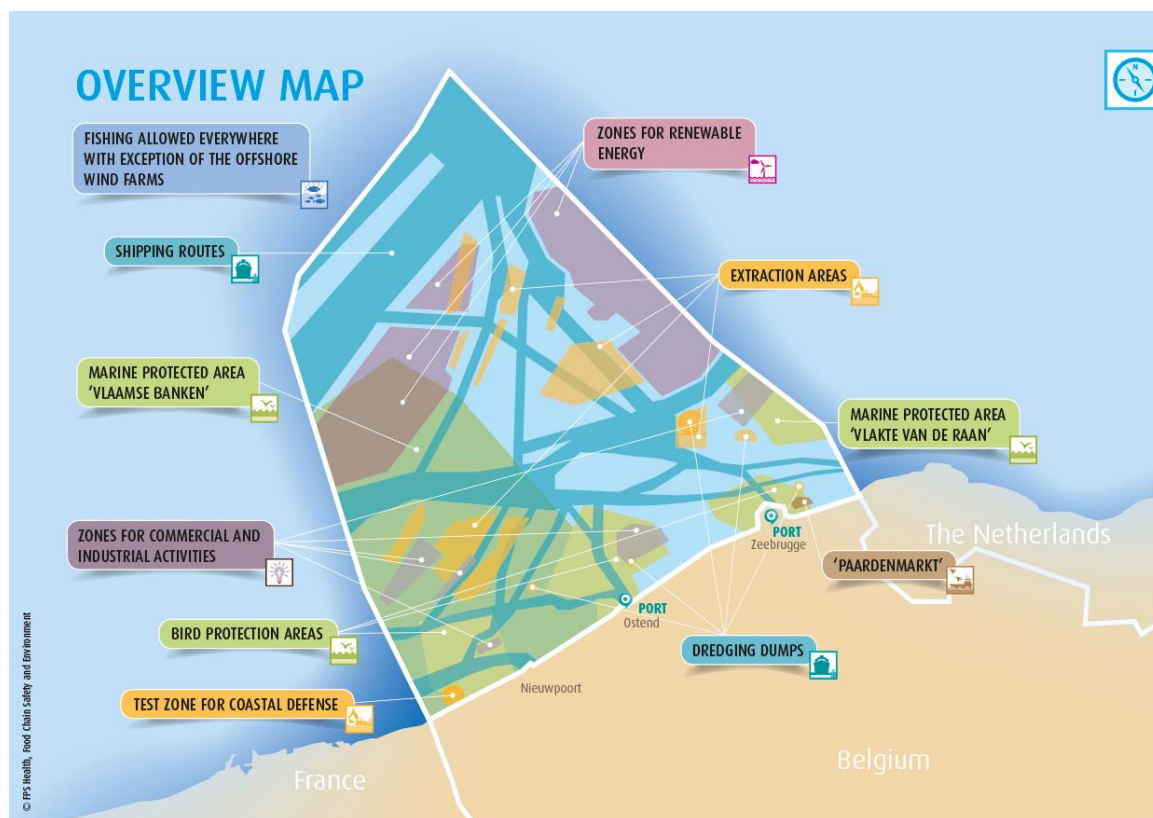 OVERVIEW MAP
N
FISHING ALLOWED EVERYWHERE
WITH EXCEPTION OF THE OFFSHORE
WIND FARMS
ZONES FOR RENEWABLE
ENERGY
SHIPPING ROUTES
EXTRACTION AREAS
MARINE PROTECTED AREA
‘VLAAMSE BANKEN’
MARINE PROTECTED AREA
‘VLAKTE VAN DE RAAN’
ZONES FOR COMMERCIAL AND
INDUSTRIAL ACTIVITIES
PORT
Zeebrugge
The Netherlands
‘PAARDENMARKT’
BIRD PROTECTION AREAS
PORT
Ostend
DREDGING DUMPS
Nieuwpoort
TEST ZONE FOR COASTAL DEFENSE
France
Belgium
© FPS Health, Food Chain Safety and Environment